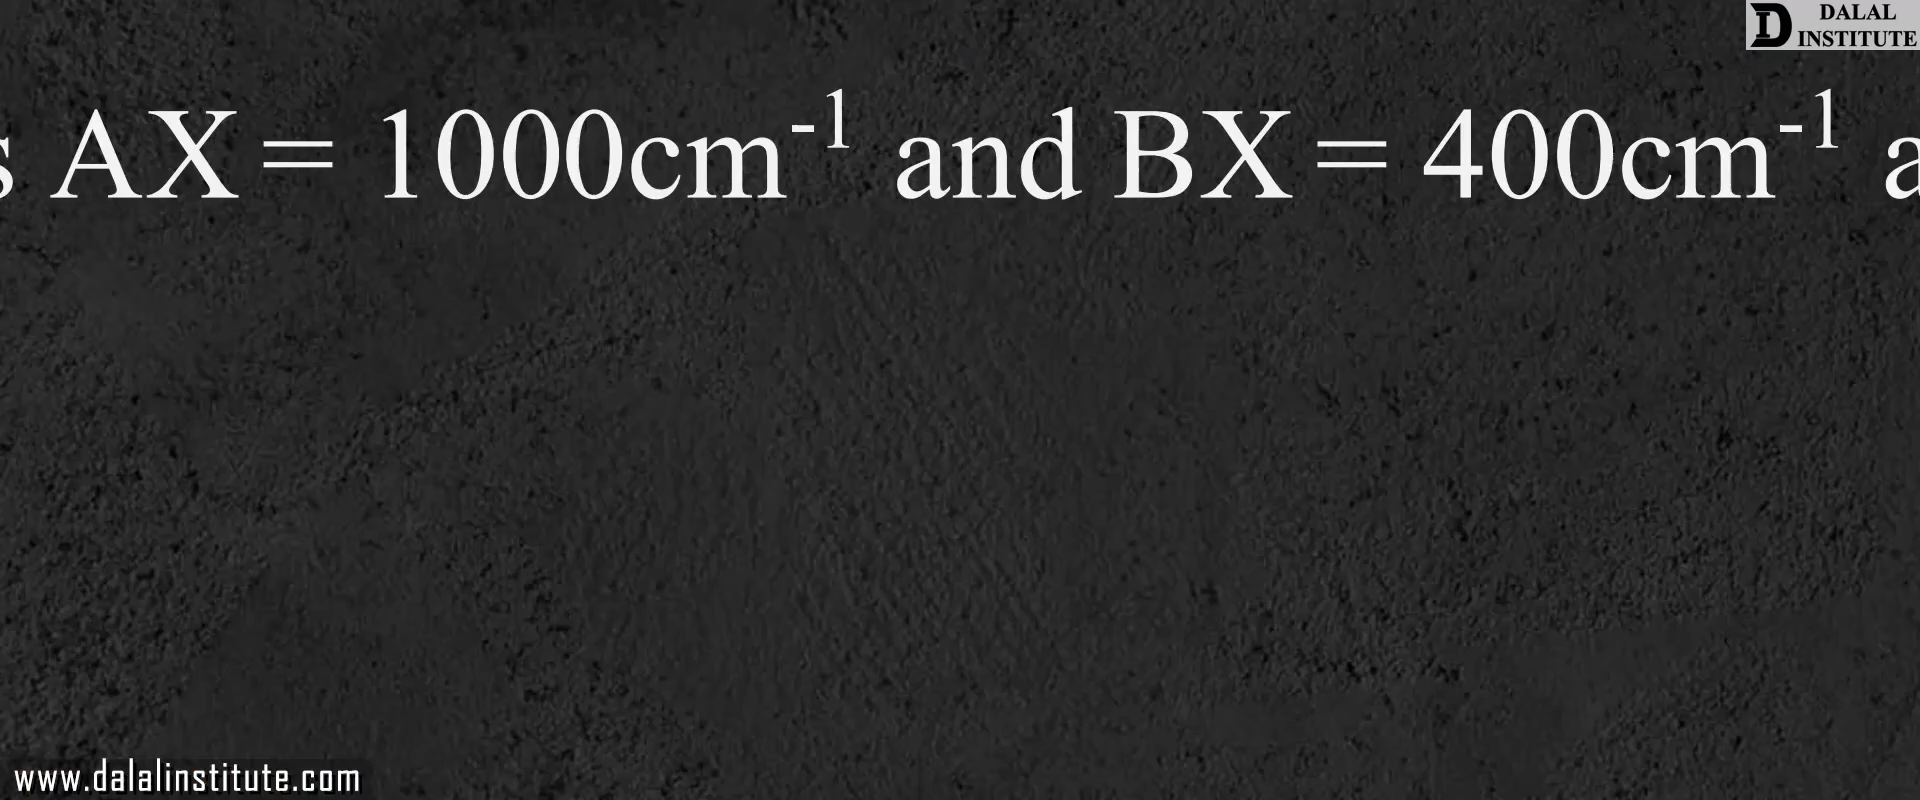 DALAL
INSTITUTE
s AX = 1000cm⁻¹ and BX = 400cm⁻¹ a
www.dalalinstitute.com